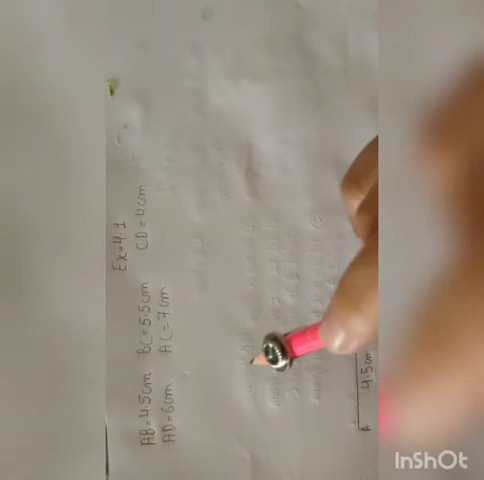 Ex-4.1
AB=4.5cm BC=5.5cm CD=4cm
AD=6cm AC=7cm
A 4.5cm
InShOt